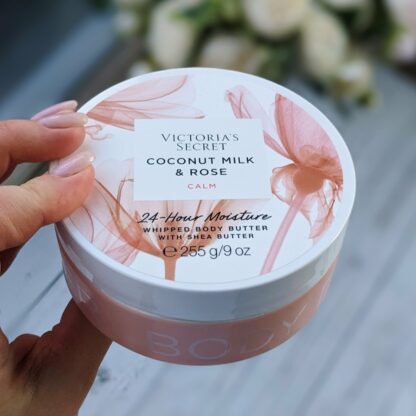 VICTORIA'S
SECRET
COCONUT MILK
& ROSE
CALM
24-Hour Moisture
WHIPPED BODY BUTTER
WITH SHEA BUTTER
℮ 255 g/9 oz
BODY